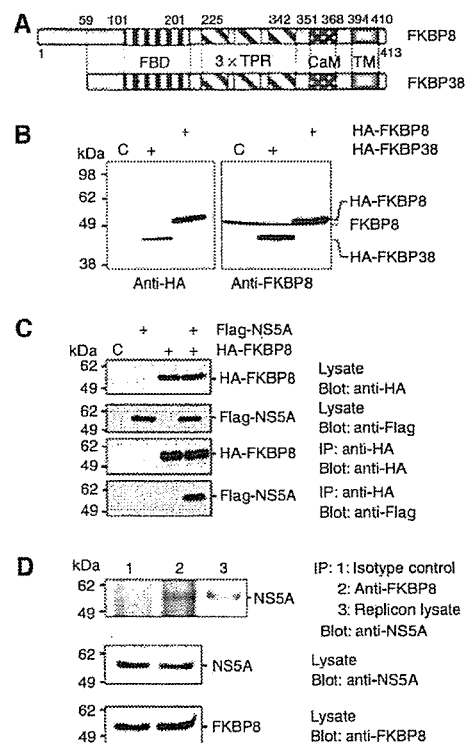 A
59 101 201 225 342 351 368 394 410
FKBP8
1 413
FBD 3 × TPR CaM TM
FKBP38
B
+ + HA-FKBP8
C + C + HA-FKBP38
kDa
98
62
49
38
HA-FKBP8
FKBP8
HA-FKBP38
Anti-HA Anti-FKBP8
C
+ + Flag-NS5A
kDa C + + HA-FKBP8
62
49
HA-FKBP8
Lysate
Blot: anti-HA
62
49
Flag-NS5A
Lysate
Blot: anti-Flag
62
49
HA-FKBP8
IP: anti-HA
Blot: anti-HA
62
49
Flag-NS5A
IP: anti-HA
Blot: anti-Flag
D
kDa 1 2 3
62
49
NS5A
IP: 1: Isotype control
2: Anti-FKBP8
3: Replicon lysate
Blot: anti-NS5A
62
49
NS5A
Lysate
Blot: anti-NS5A
62
49
FKBP8
Lysate
Blot: anti-FKBP8